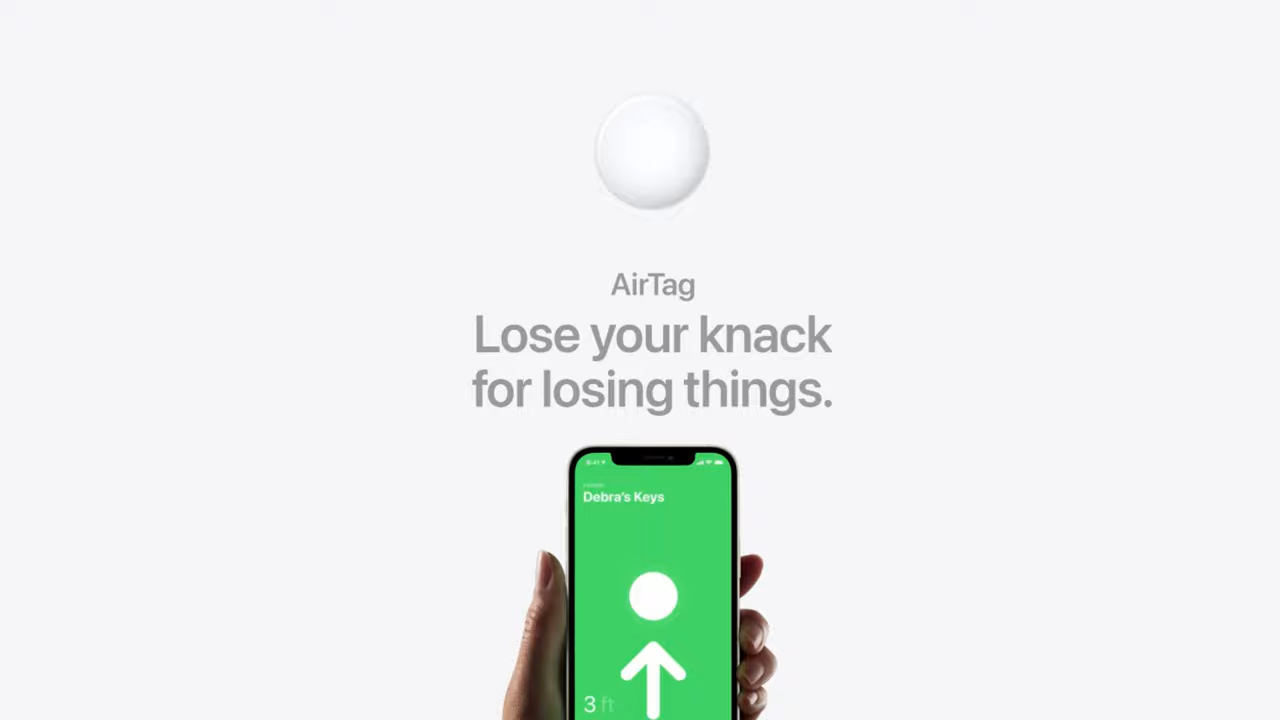 AirTag
Lose your knack
for losing things.
Debra's Keys
3 ft